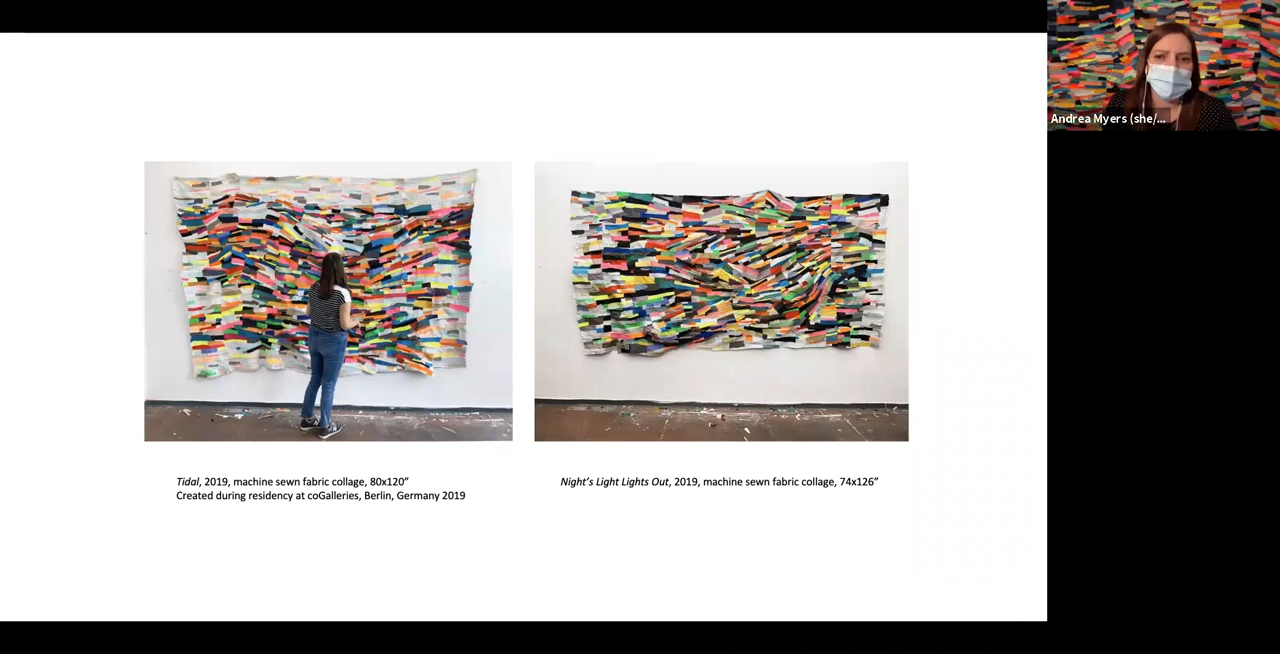 Andrea Myers (she/...
Tidal, 2019, machine sewn fabric collage, 80x120”
Created during residency at coGalleries, Berlin, Germany 2019
Night’s Light Lights Out, 2019, machine sewn fabric collage, 74x126”